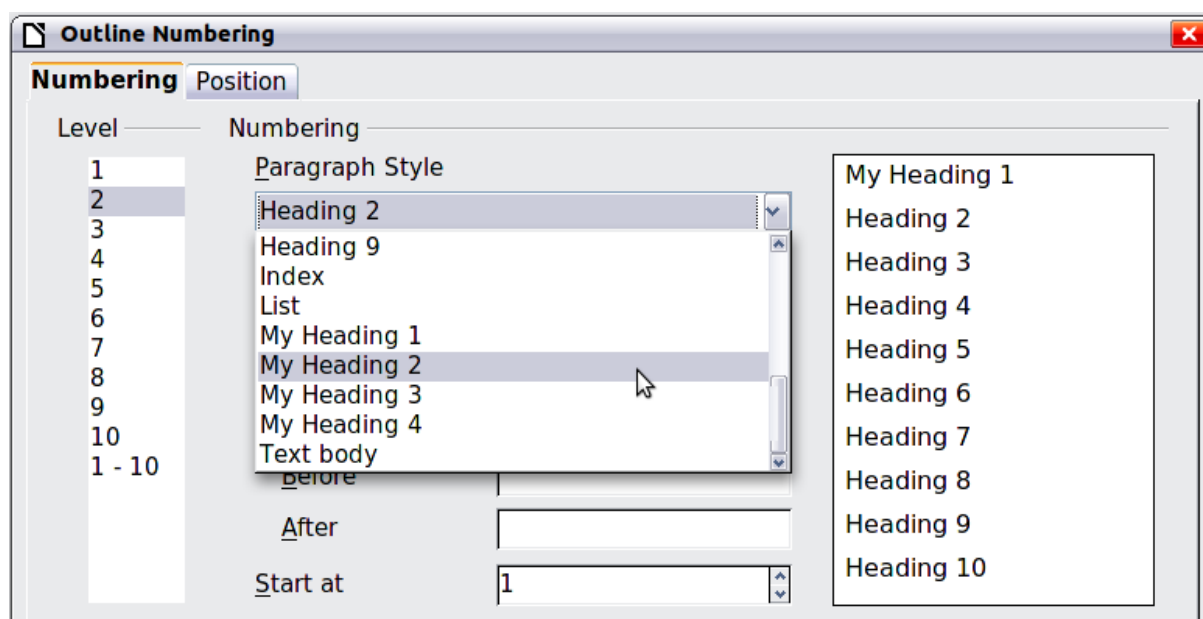 Outline Numbering
Numbering Position
Level
1
2
3
4
5
6
7
8
9
10
1 - 10
Numbering
Paragraph Style
Heading 2
Heading 9
Index
List
My Heading 1
My Heading 2
My Heading 3
My Heading 4
Text body
Before
After
Start at 1
My Heading 1
Heading 2
Heading 3
Heading 4
Heading 5
Heading 6
Heading 7
Heading 8
Heading 9
Heading 10